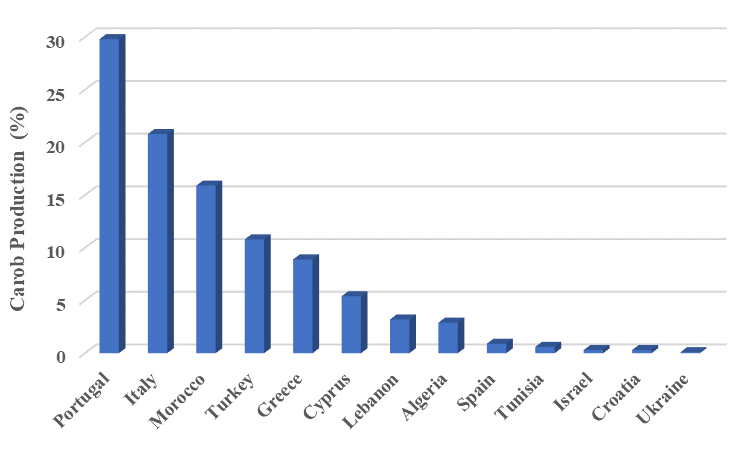 Carob Production (%)
30
25
20
15
10
5
0
Portugal
Italy
Morocco
Turkey
Greece
Cyprus
Lebanon
Algeria
Spain
Tunisia
Israel
Croatia
Ukraine